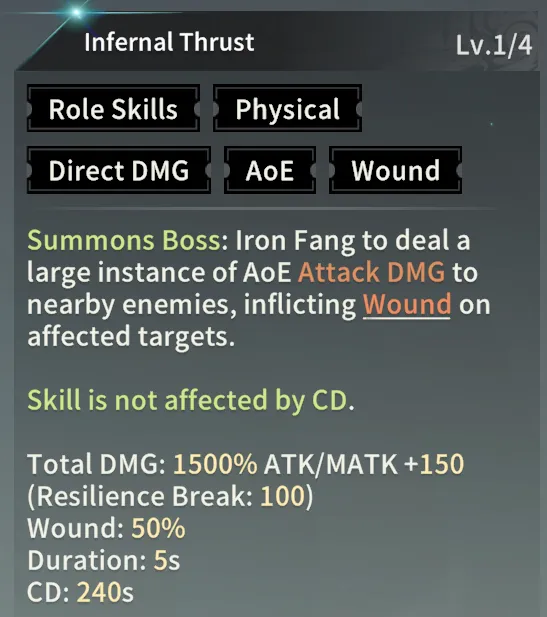 Infernal Thrust
Lv.1/4
Role Skills
Physical
Direct DMG
AoE
Wound
Summons Boss: Iron Fang to deal a
large instance of AoE Attack DMG to
nearby enemies, inflicting Wound on
affected targets.
Skill is not affected by CD.
Total DMG: 1500% ATK/MATK +150
(Resilience Break: 100)
Wound: 50%
Duration: 5s
CD: 240s